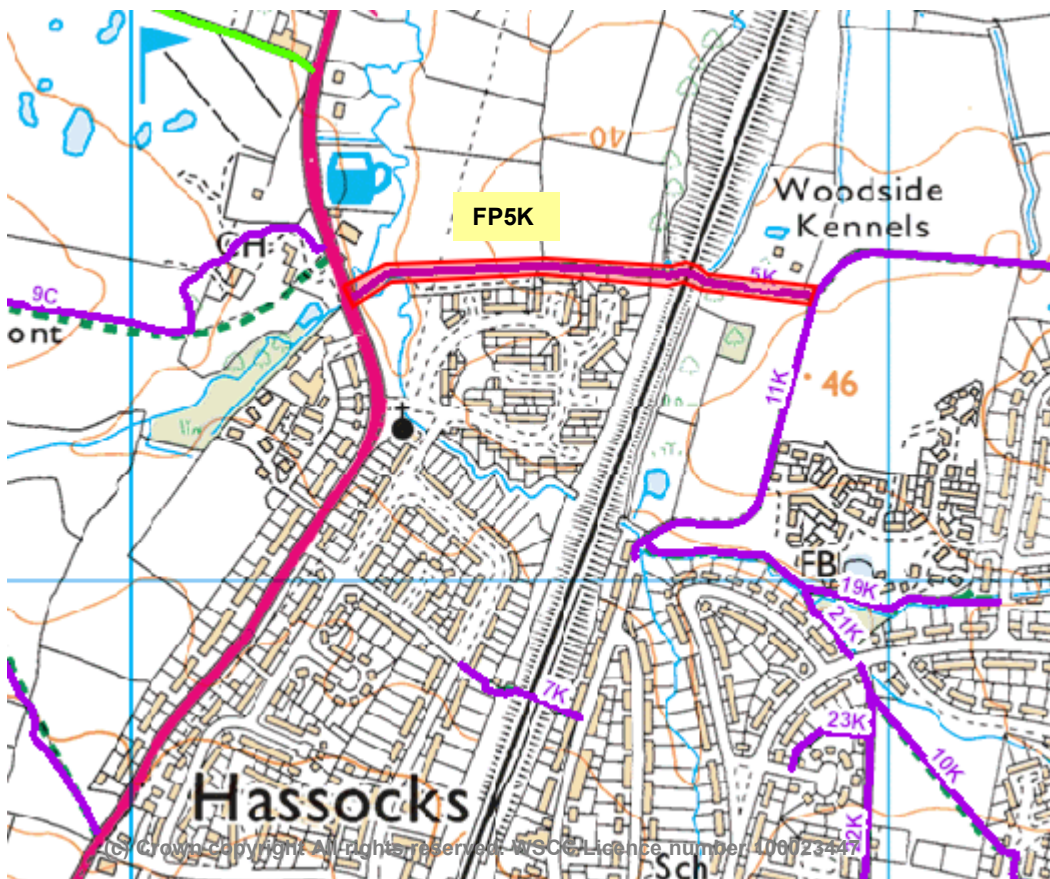 40
Woodside
Kennels
FP5K
CH
5K
9C
ont
11K
46
FB
19K
21K
7K
23K
10K
Hassocks
22K
(c) Crown copyright All rights reserved. WSCC Licence number 100023447
Sch